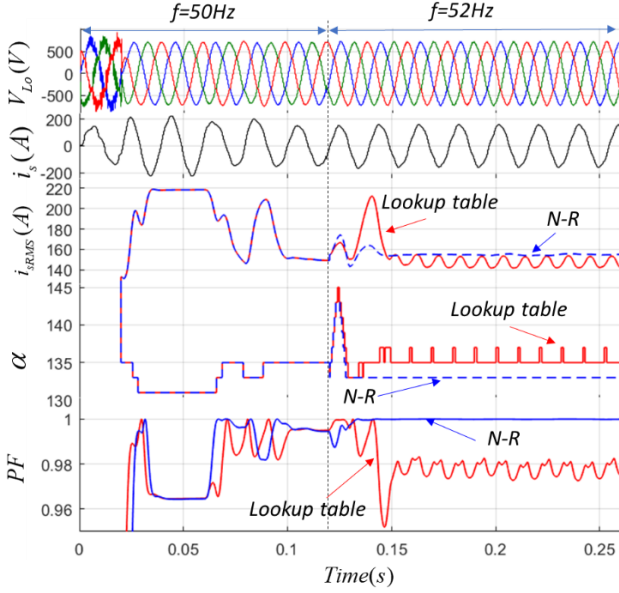 f=50Hz
f=52Hz
V_Lo(V)
500
0
-500
i_s(A)
200
0
-200
i_sRMS(A)
220
200
180
160
140
Lookup table
N-R
α
145
140
135
130
Lookup table
N-R
PF
1
0.98
0.96
N-R
Lookup table
0
0.05
0.1
0.15
0.2
0.25
Time(s)